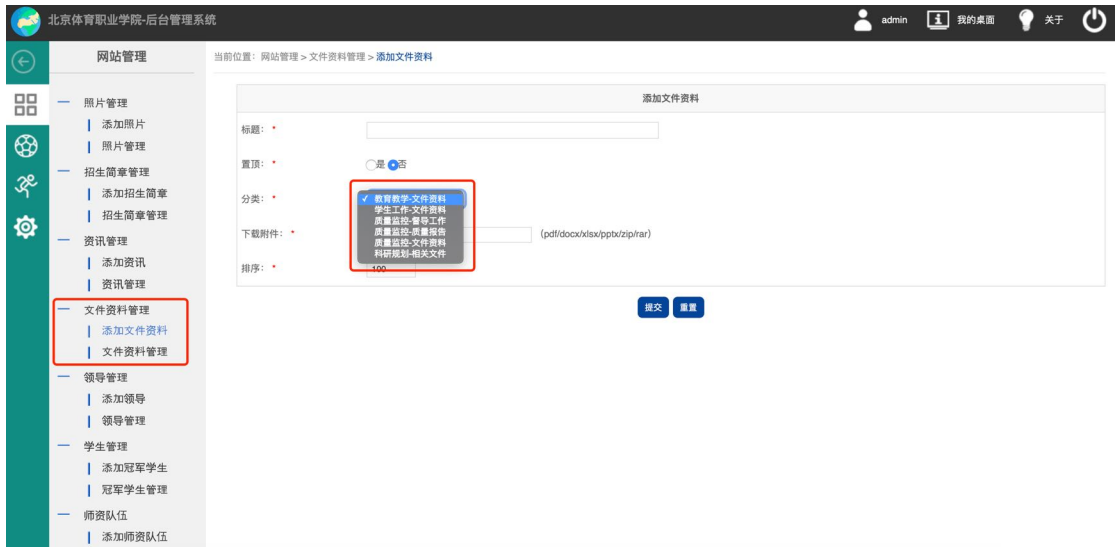 北京体育职业学院-后台管理系统
admin
我的桌面
关于
网站管理
当前位置：网站管理 > 文件资料管理 > 添加文件资料
照片管理
添加照片
照片管理
招生简章管理
添加招生简章
招生简章管理
资讯管理
添加资讯
资讯管理
文件资料管理
添加文件资料
文件资料管理
领导管理
添加领导
领导管理
学生管理
添加冠军学生
冠军学生管理
师资队伍
添加师资队伍
添加文件资料
标题：*
置顶：* 是 否
分类：*
✓ 教育教学-文件资料
学生工作-文件资料
质量监控-督导工作
质量监控-质量报告
质量监控-文件资料
科研规划-相关文件
下载附件：* (pdf/docx/xlsx/pptx/zip/rar)
排序：* 100
提交 重置